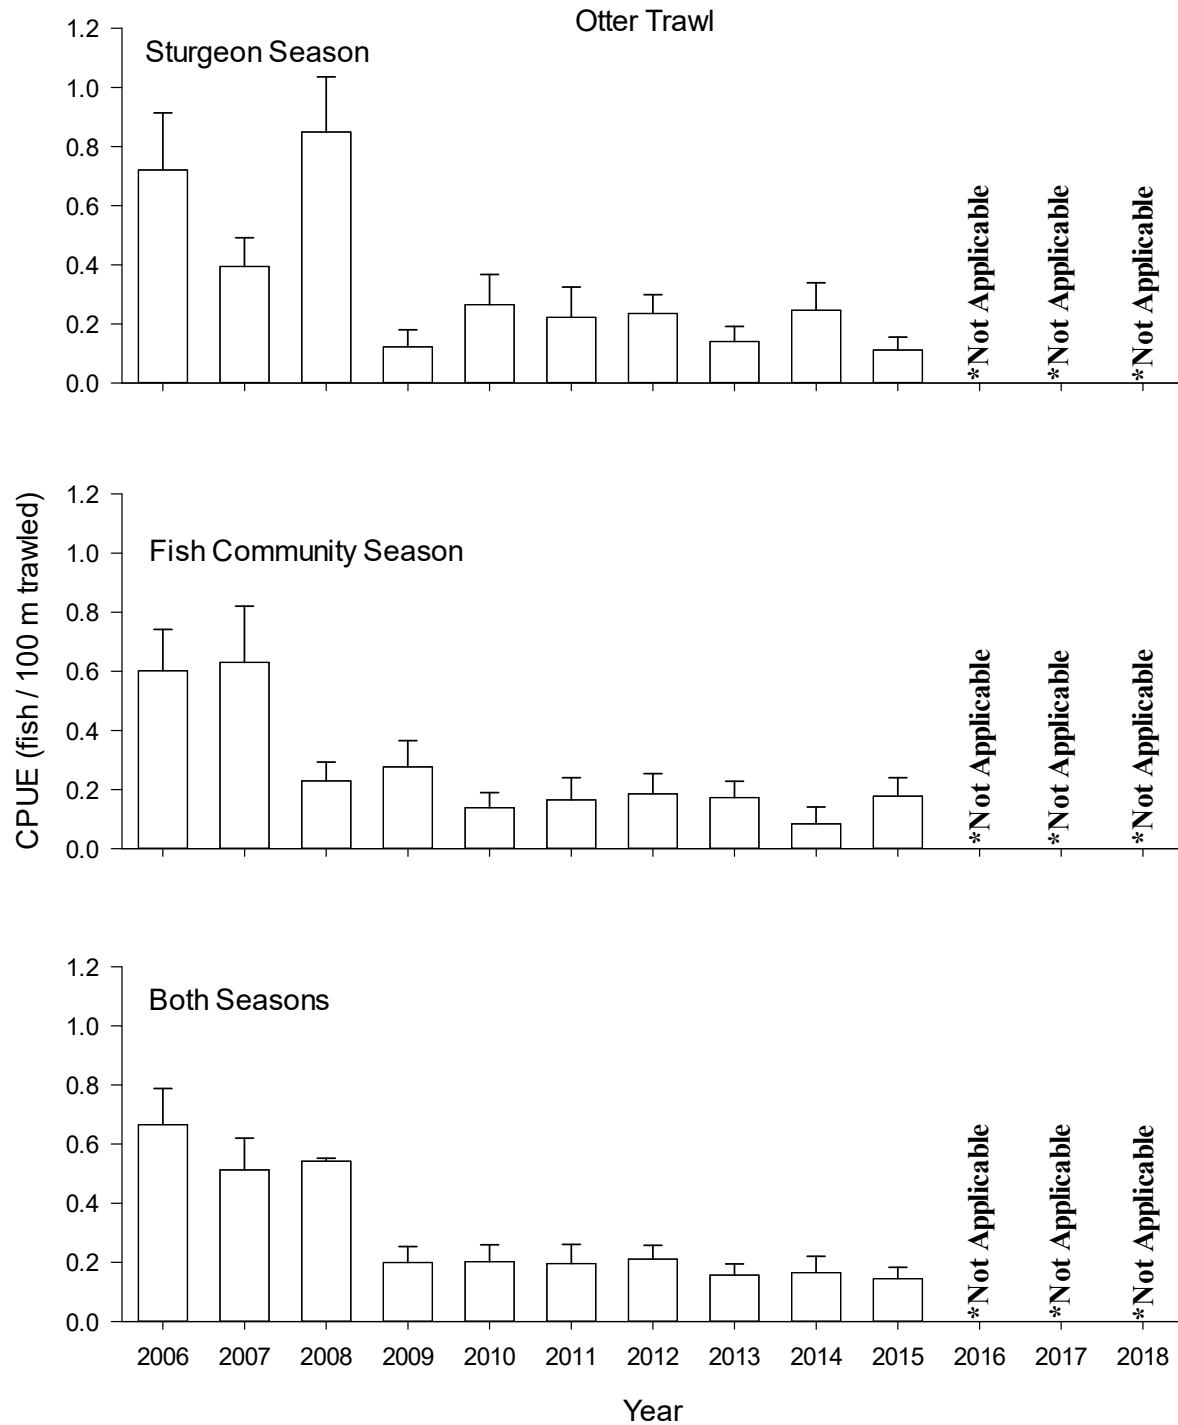 Otter Trawl
Sturgeon Season
1.2
1.0
0.8
0.6
0.4
0.2
0.0
*Not Applicable
*Not Applicable
*Not Applicable
CPUE (fish / 100 m trawled)
Fish Community Season
1.2
1.0
0.8
0.6
0.4
0.2
0.0
*Not Applicable
*Not Applicable
*Not Applicable
Both Seasons
1.2
1.0
0.8
0.6
0.4
0.2
0.0
*Not Applicable
*Not Applicable
*Not Applicable
2006 2007 2008 2009 2010 2011 2012 2013 2014 2015 2016 2017 2018
Year